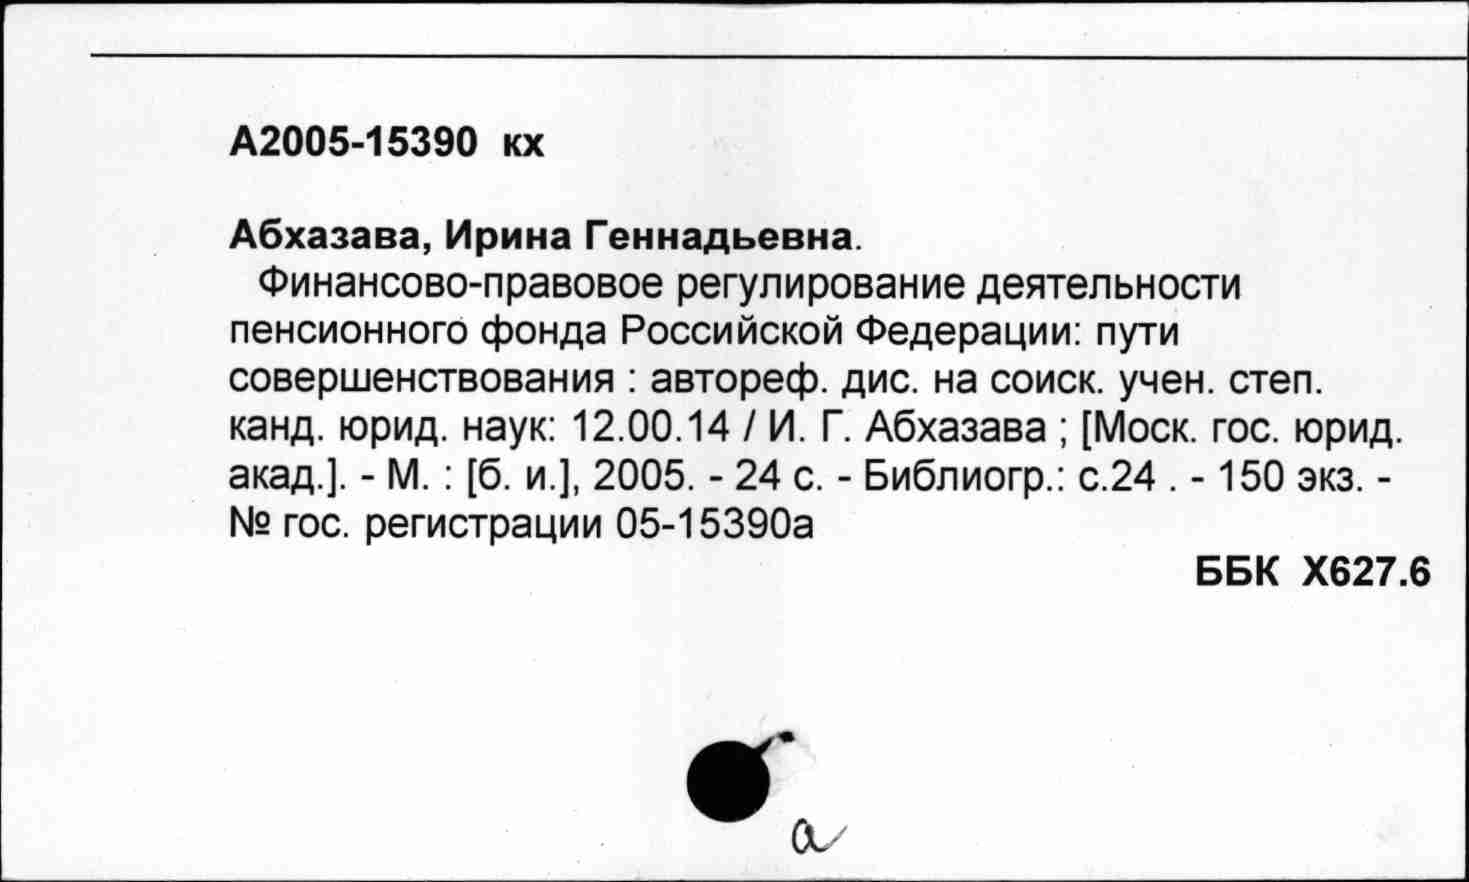 А2005-15390 кх
Абхазава, Ирина Геннадьевна.
Финансово-правовое регулирование деятельности
пенсионного фонда Российской Федерации: пути
совершенствования : автореф. дис. на соиск. учен. степ.
канд. юрид. наук: 12.00.14 / И. Г. Абхазава ; [Моск. гос. юрид.
акад.]. - М. : [б. и.], 2005. - 24 с. - Библиогр.: с.24 . - 150 экз. -
№ гос. регистрации 05-15390а
ББК Х627.6
а